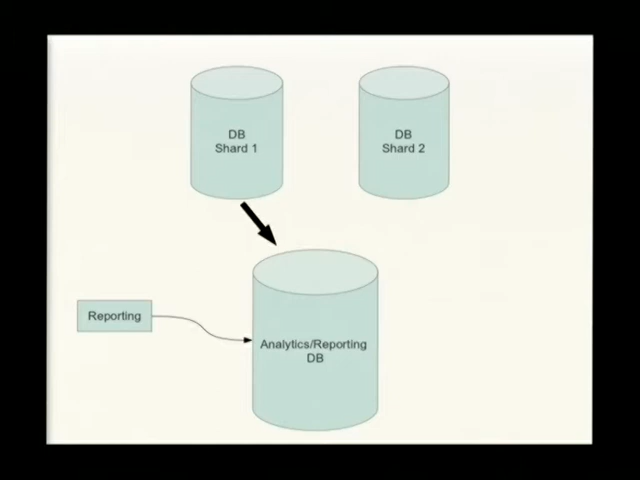 DB
Shard 1
DB
Shard 2
Reporting
Analytics/Reporting
DB